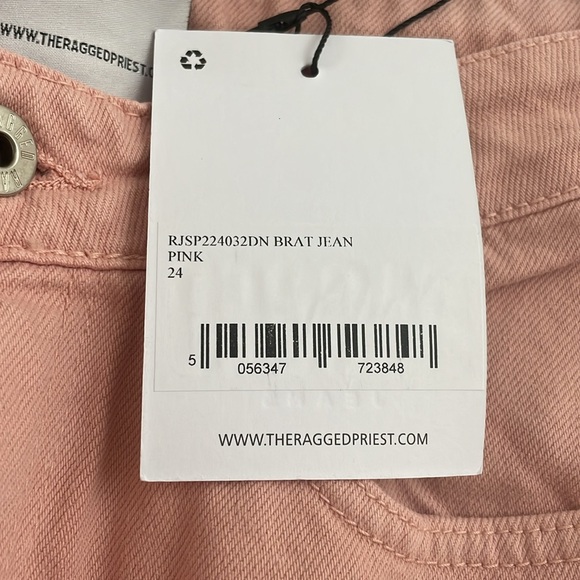 WWW.THERAGGEDPRIEST.C
RJSP224032DN BRAT JEAN
PINK
24
5 056347 723848
WWW.THERAGGEDPRIEST.COM